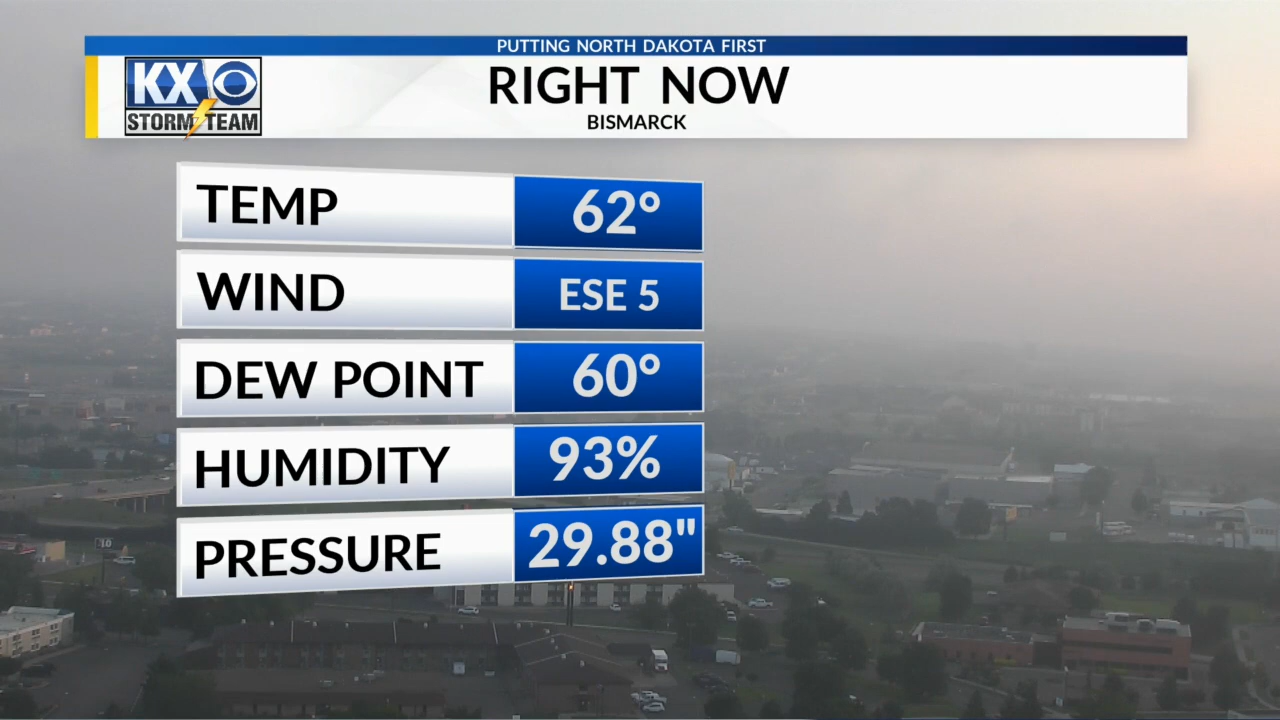 PUTTING NORTH DAKOTA FIRST
KX
STORM TEAM
RIGHT NOW
BISMARCK
TEMP 62°
WIND ESE 5
DEW POINT 60°
HUMIDITY 93%
PRESSURE 29.88"